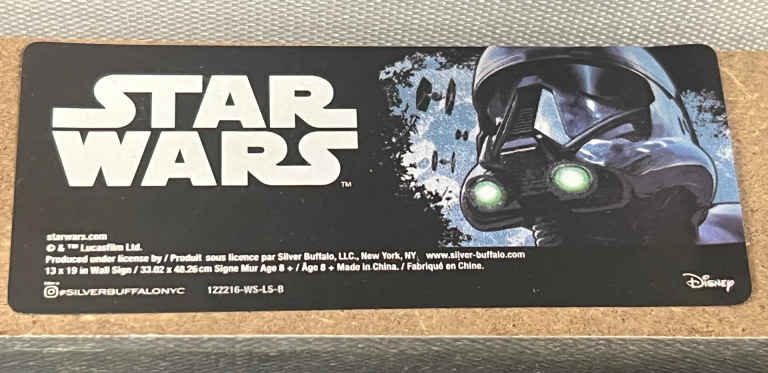 STAR
WARS
TM
starwars.com
© & ™ Lucasfilm Ltd.
Produced under license by / Produit sous licence par Silver Buffalo, LLC., New York, NY. www.silver-buffalo.com
13 x 19 in Wall Sign / 33.02 x 48.26 cm Signe Mur Age 8 + / Âge 8 + Made in China. / Fabriqué en Chine.
#SILVERBUFFALONYC 122216-WS-LS-B
Disney